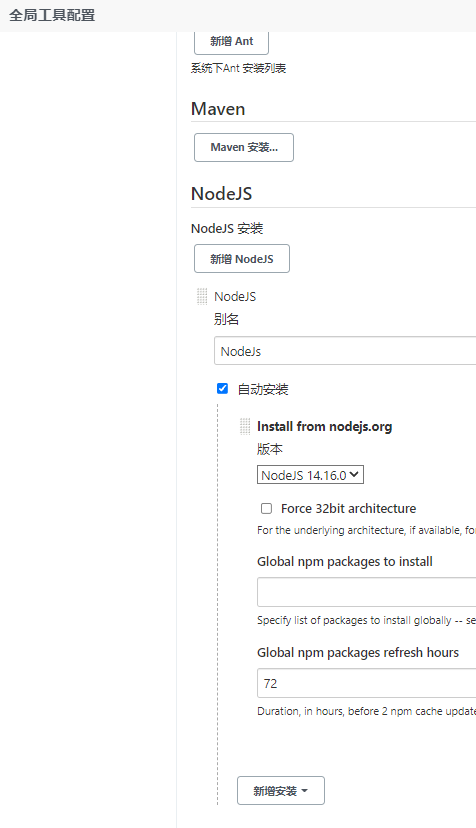 全局工具配置
新增 Ant
系统下Ant 安装列表
Maven
Maven 安装...
NodeJS
NodeJS 安装
新增 NodeJS
NodeJS
别名
NodeJs
自动安装
Install from nodejs.org
版本
NodeJS 14.16.0
Force 32bit architecture
For the underlying architecture, if available, fo
Global npm packages to install
Specify list of packages to install globally -- se
Global npm packages refresh hours
72
Duration, in hours, before 2 npm cache update
新增安装